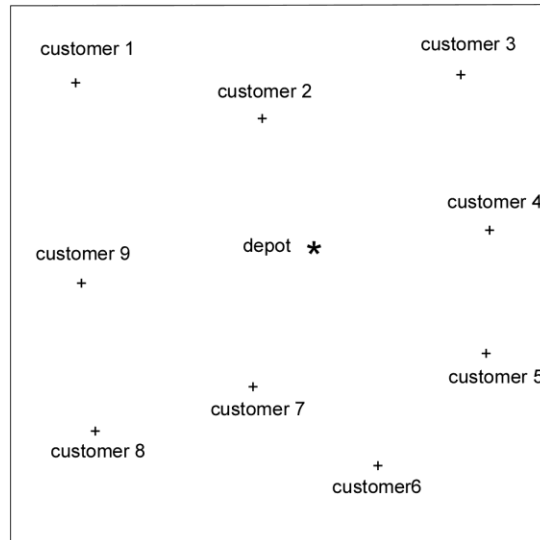 customer 3
customer 1
customer 2
customer 4
depot *
customer 9
customer 5
customer 7
customer 8
customer6